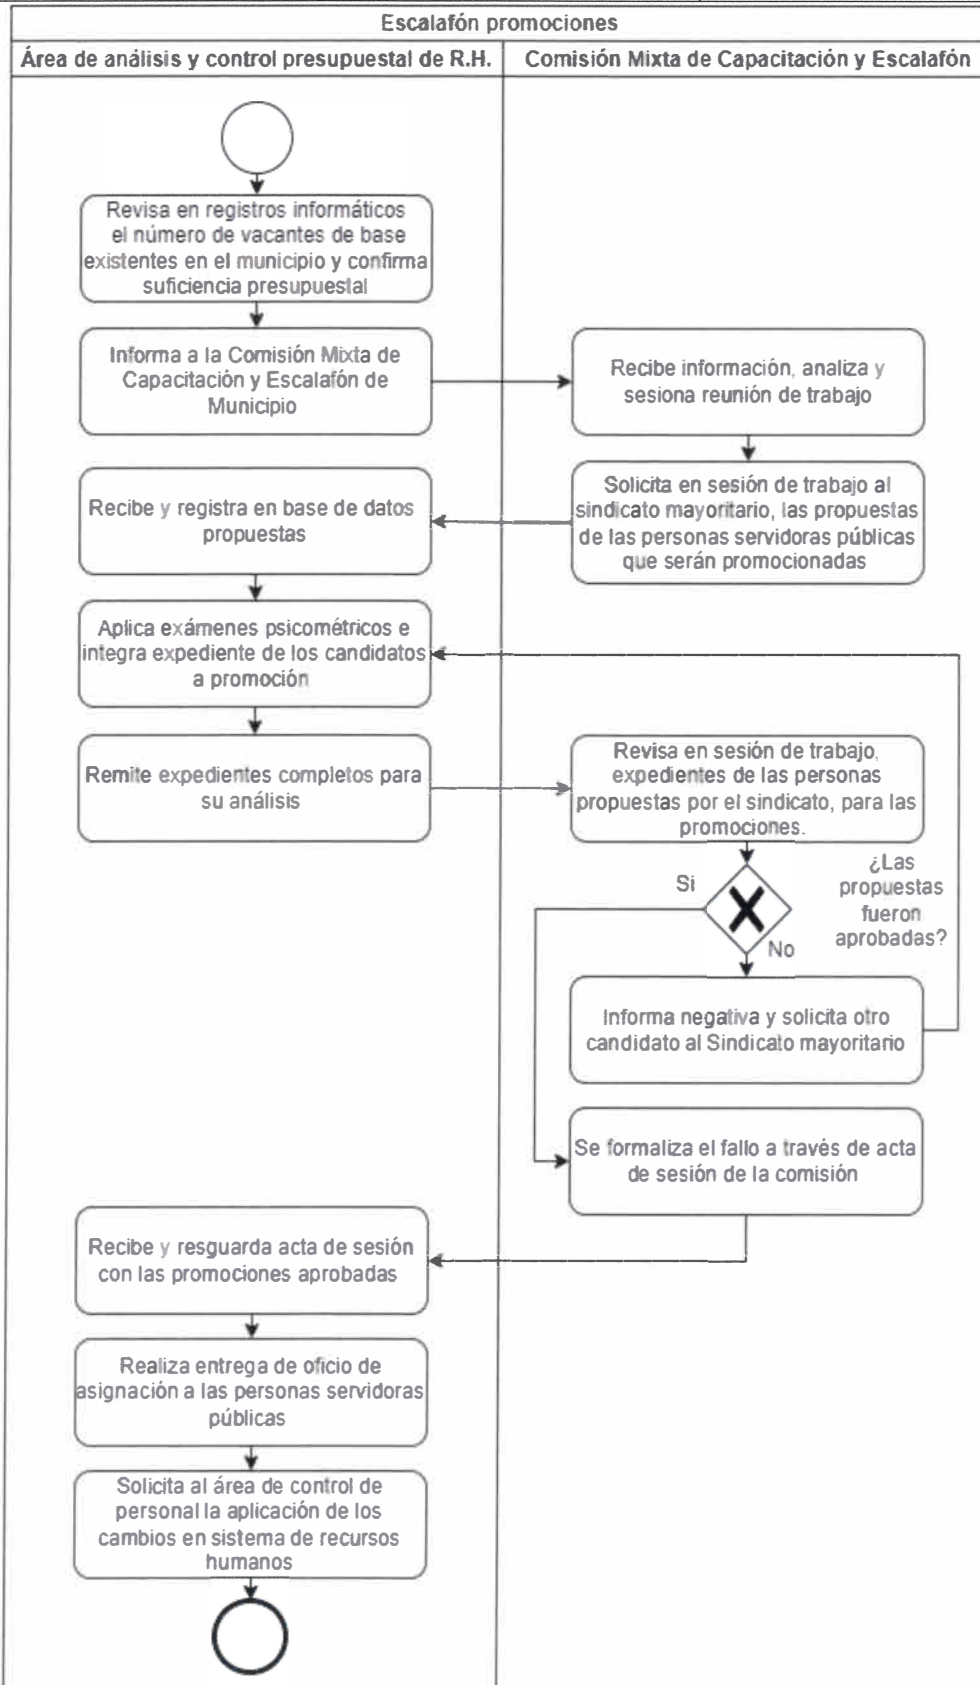 Escalafón promociones
Área de análisis y control presupuestal de R.H.
Comisión Mixta de Capacitación y Escalafón
Revisa en registros informáticos
el número de vacantes de base
existentes en el municipio y confirma
suficiencia presupuestal
Informa a la Comisión Mixta de
Capacitación y Escalafón de
Municipio
Recibe información, analiza y
sesiona reunión de trabajo
Solicita en sesión de trabajo al
sindicato mayoritario, las propuestas
de las personas servidoras públicas
que serán promocionadas
Recibe y registra en base de datos
propuestas
Aplica exámenes psicométricos e
integra expediente de los candidatos
a promoción
Remite expedientes completos para
su análisis
Revisa en sesión de trabajo,
expedientes de las personas
propuestas por el sindicato, para las
promociones.
¿Las
propuestas
fueron
aprobadas?
Si
No
Informa negativa y solicita otro
candidato al Sindicato mayoritario
Se formaliza el fallo a través de acta
de sesión de la comisión
Recibe y resguarda acta de sesión
con las promociones aprobadas
Realiza entrega de oficio de
asignación a las personas servidoras
públicas
Solicita al área de control de
personal la aplicación de los
cambios en sistema de recursos
humanos